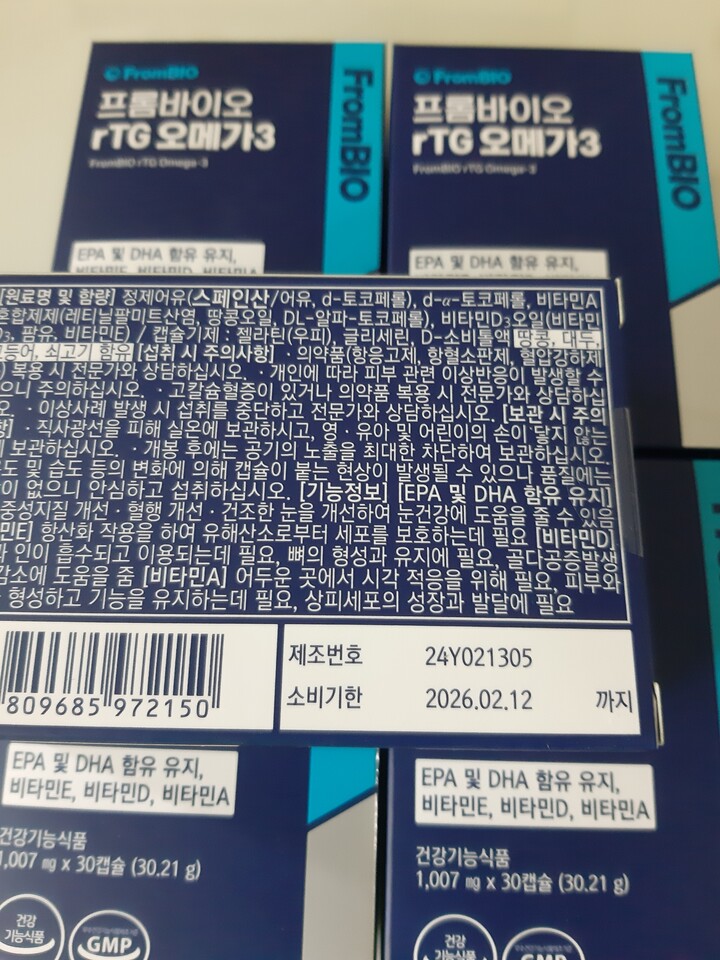 FromBIO
프롬바이오
rTG 오메가3
FromBIO rTG Omega-3
FromBIO
EPA 및 DHA 함유 유지,
비타민E, 비타민D, 비타민A
FromBIO
프롬바이오
rTG 오메가3
FromBIO rTG Omega-3
FromBIO
EPA 및 DHA 함유 유지,
[원료명 및 함량] 정제어유(스페인산/어유, d-토코페롤), d-α-토코페롤, 비타민A
혼합제제(레티닐팔미트산염, 땅콩오일, DL-알파-토코페롤), 비타민D3오일(비타민
D3, 팜유, 비타민E) / 캡슐기제 : 젤라틴(우피), 글리세린, D-소비톨액 땅콩, 대두,
고등어, 쇠고기 함유 [섭취 시 주의사항] · 의약품(항응고제, 항혈소판제, 혈압강하제
) 복용 시 전문가와 상담하십시오. · 개인에 따라 피부 관련 이상반응이 발생할 수
으니 주의하십시오. · 고칼슘혈증이 있거나 의약품 복용 시 전문가와 상담하십
오. · 이상사례 발생 시 섭취를 중단하고 전문가와 상담하십시오. [보관 시 주의
항] · 직사광선을 피해 실온에 보관하시고, 영·유아 및 어린이의 손이 닿지 않는
보관하십시오. · 개봉 후에는 공기의 노출을 최대한 차단하여 보관하십시오.
도 및 습도 등의 변화에 의해 캡슐이 붙는 현상이 발생될 수 있으나 품질에는
이 없으니 안심하고 섭취하십시오. [기능정보] [EPA 및 DHA 함유 유지]
중성지질 개선·혈행 개선·건조한 눈을 개선하여 눈건강에 도움을 줄 수 있음
민E] 항산화 작용을 하여 유해산소로부터 세포를 보호하는데 필요 [비타민D]
과 인이 흡수되고 이용되는데 필요, 뼈의 형성과 유지에 필요, 골다공증발생
감소에 도움을 줌 [비타민A] 어두운 곳에서 시각 적응을 위해 필요, 피부와
형성하고 기능을 유지하는데 필요, 상피세포의 성장과 발달에 필요
809685 972150
제조번호 24Y021305
소비기한 2026.02.12 까지
EPA 및 DHA 함유 유지,
비타민E, 비타민D, 비타민A
건강기능식품
1,007 mg x 30캡슐 (30.21 g)
건강
기능식품
GMP
EPA 및 DHA 함유 유지,
비타민E, 비타민D, 비타민A
건강기능식품
1,007 mg x 30캡슐 (30.21 g)
건강
기능식품
GMP